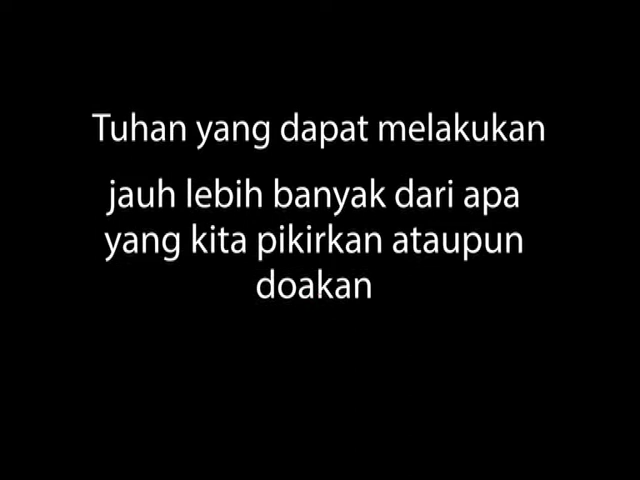 Tuhan yang dapat melakukan
jauh lebih banyak dari apa
yang kita pikirkan ataupun
doakan